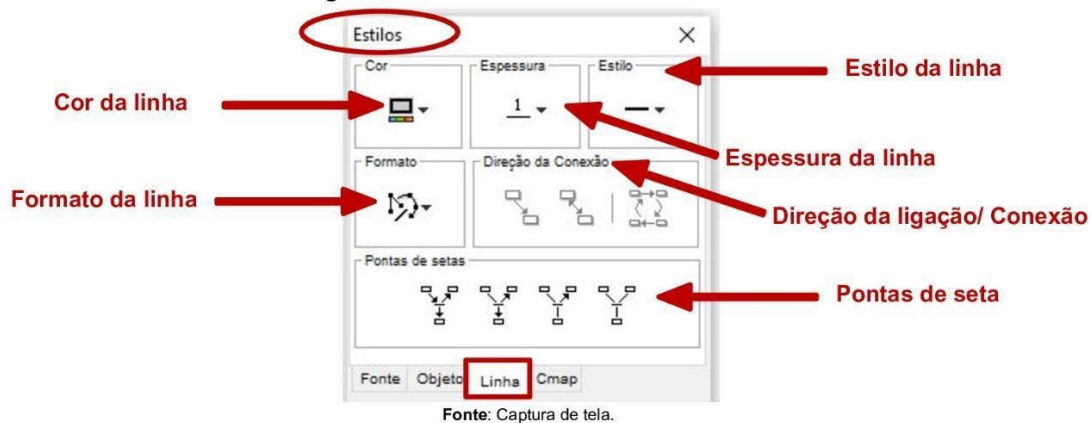 Estilos
Cor
Espessura
Estilo
Estilo da linha
Cor da linha
1
Espessura da linha
Formato
Direção da Conexão
Formato da linha
Direção da ligação/ Conexão
Pontas de setas
Pontas de seta
Fonte Objeto Linha Cmap
Fonte: Captura de tela.